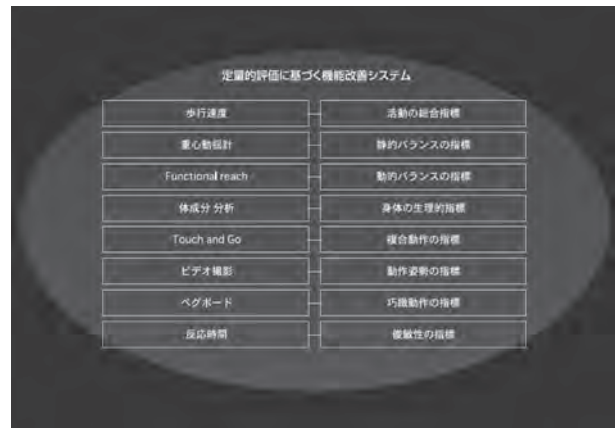 定量的評価に基づく機能改善システム
歩行速度 活動の総合指標
重心動揺計 静的バランスの指標
Functional reach 動的バランスの指標
体成分 分析 身体の生理的指標
Touch and Go 複合動作の指標
ビデオ撮影 動作姿勢の指標
ペグボード 巧緻動作の指標
反応時間 俊敏性の指標